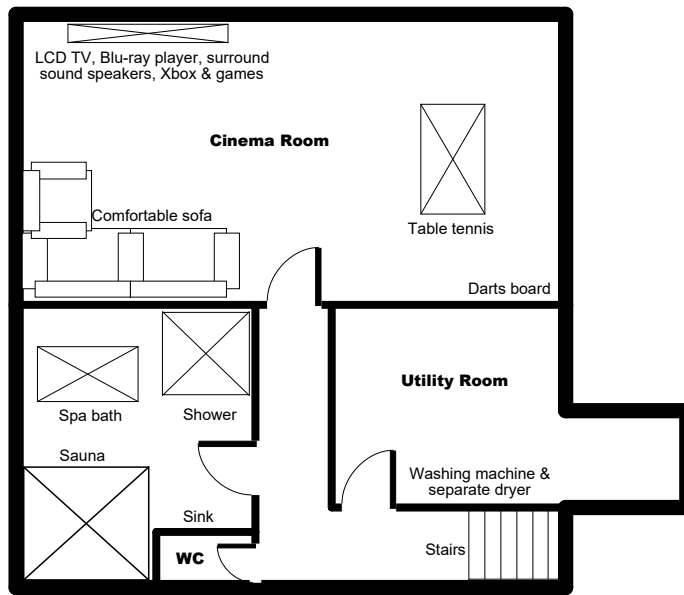 LCD TV, Blu-ray player, surround
sound speakers, Xbox & games
Cinema Room
Comfortable sofa
Table tennis
Darts board
Utility Room
Spa bath
Shower
Sauna
Washing machine &
separate dryer
Sink
WC
Stairs